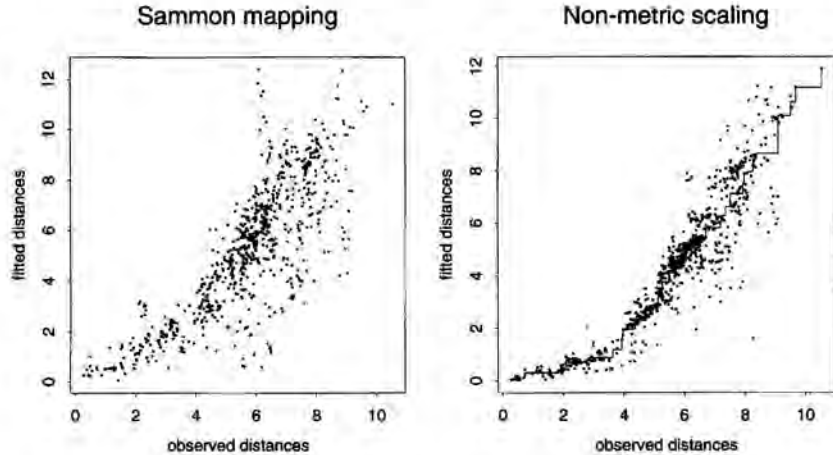 Sammon mapping
Non-metric scaling
12
10
8
6
4
2
0
fitted distances
0 2 4 6 8 10
observed distances
12
10
8
6
4
2
0
fitted distances
0 2 4 6 8 10
observed distances